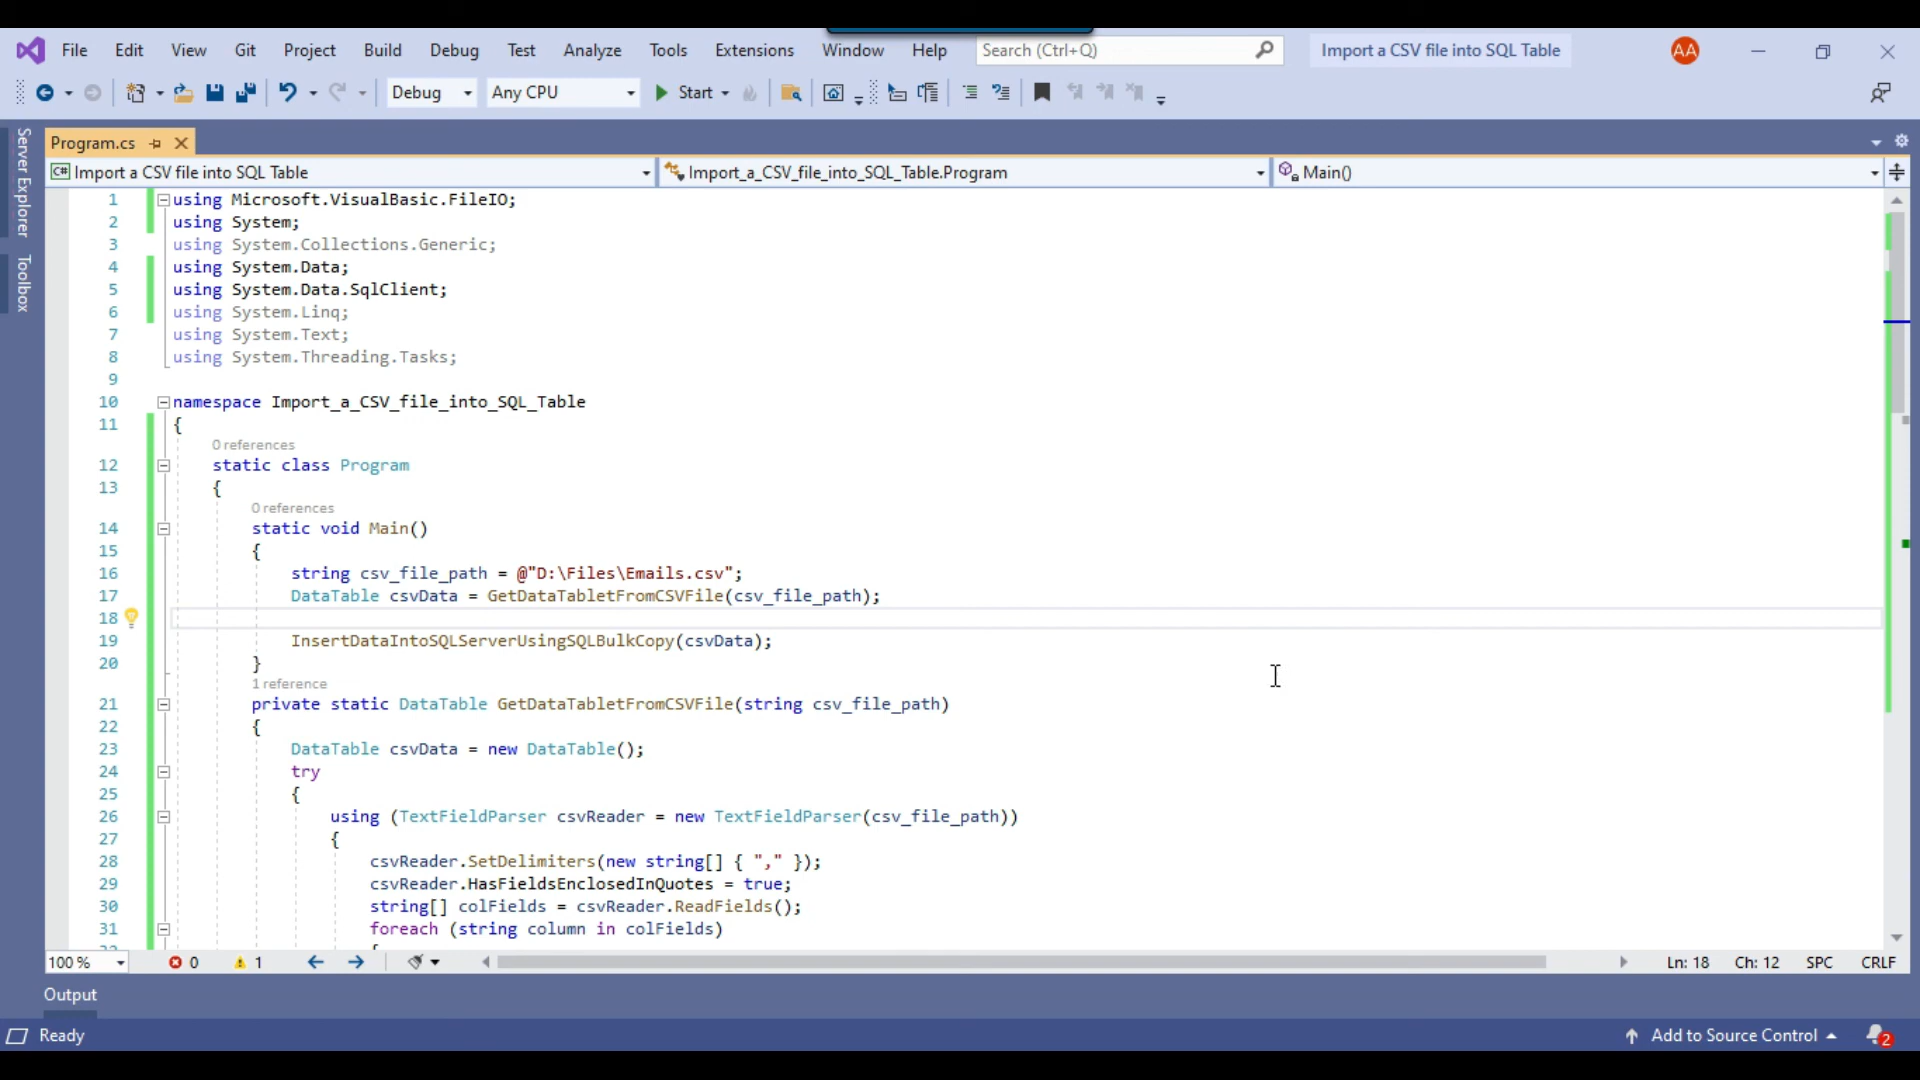 File Edit View Git Project Build Debug Test Analyze Tools Extensions Window Help Search (Ctrl+Q) Import a CSV file into SQL Table AA
Debug Any CPU Start
Server Explorer
Toolbox
Program.cs
C# Import a CSV file into SQL Table Import_a_CSV_file_into_SQL_Table.Program Main()
1 using Microsoft.VisualBasic.FileIO;
2 using System;
3 using System.Collections.Generic;
4 using System.Data;
5 using System.Data.SqlClient;
6 using System.Linq;
7 using System.Text;
8 using System.Threading.Tasks;
9
10 namespace Import_a_CSV_file_into_SQL_Table
11 {
0 references
12 static class Program
13 {
0 references
14 static void Main()
15 {
16 string csv_file_path = @"D:\Files\Emails.csv";
17 DataTable csvData = GetDataTabletFromCSVFile(csv_file_path);
18
19 InsertDataIntoSQLServerUsingSQLBulkCopy(csvData);
20 }
1 reference
21 private static DataTable GetDataTabletFromCSVFile(string csv_file_path)
22 {
23 DataTable csvData = new DataTable();
24 try
25 {
26 using (TextFieldParser csvReader = new TextFieldParser(csv_file_path))
27 {
28 csvReader.SetDelimiters(new string[] { "," });
29 csvReader.HasFieldsEnclosedInQuotes = true;
30 string[] colFields = csvReader.ReadFields();
31 foreach (string column in colFields)
100 % 0 1 Ln: 18 Ch: 12 SPC CRLF
Output
Ready Add to Source Control 2